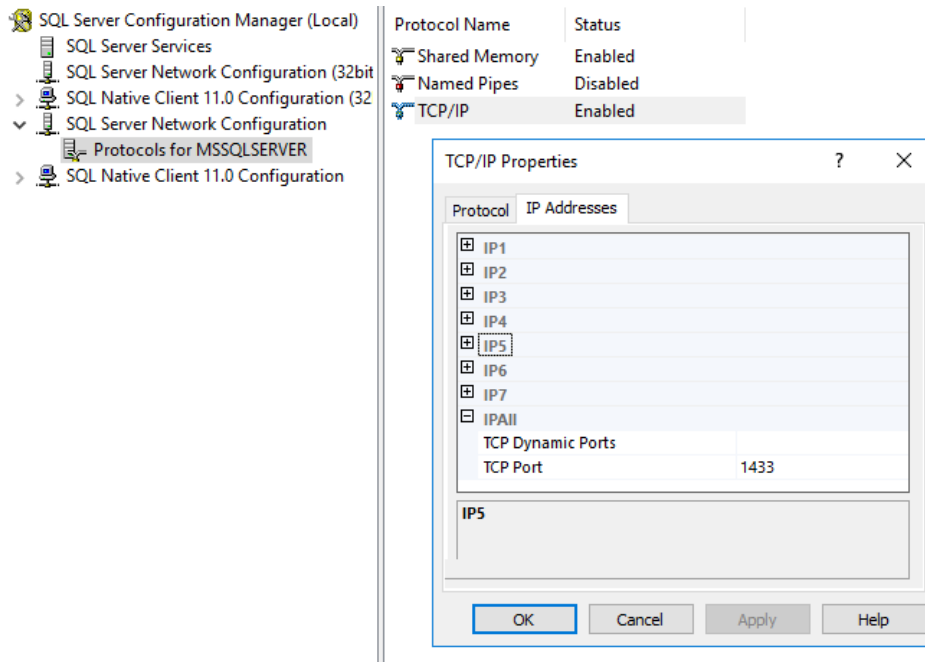 SQL Server Configuration Manager (Local)
SQL Server Services
SQL Server Network Configuration (32bit
SQL Native Client 11.0 Configuration (32
SQL Server Network Configuration
Protocols for MSSQLSERVER
SQL Native Client 11.0 Configuration
Protocol Name Status
Shared Memory Enabled
Named Pipes Disabled
TCP/IP Enabled
TCP/IP Properties ? X
Protocol IP Addresses
IP1
IP2
IP3
IP4
IP5
IP6
IP7
IPAll
TCP Dynamic Ports
TCP Port 1433
IP5
OK Cancel Apply Help